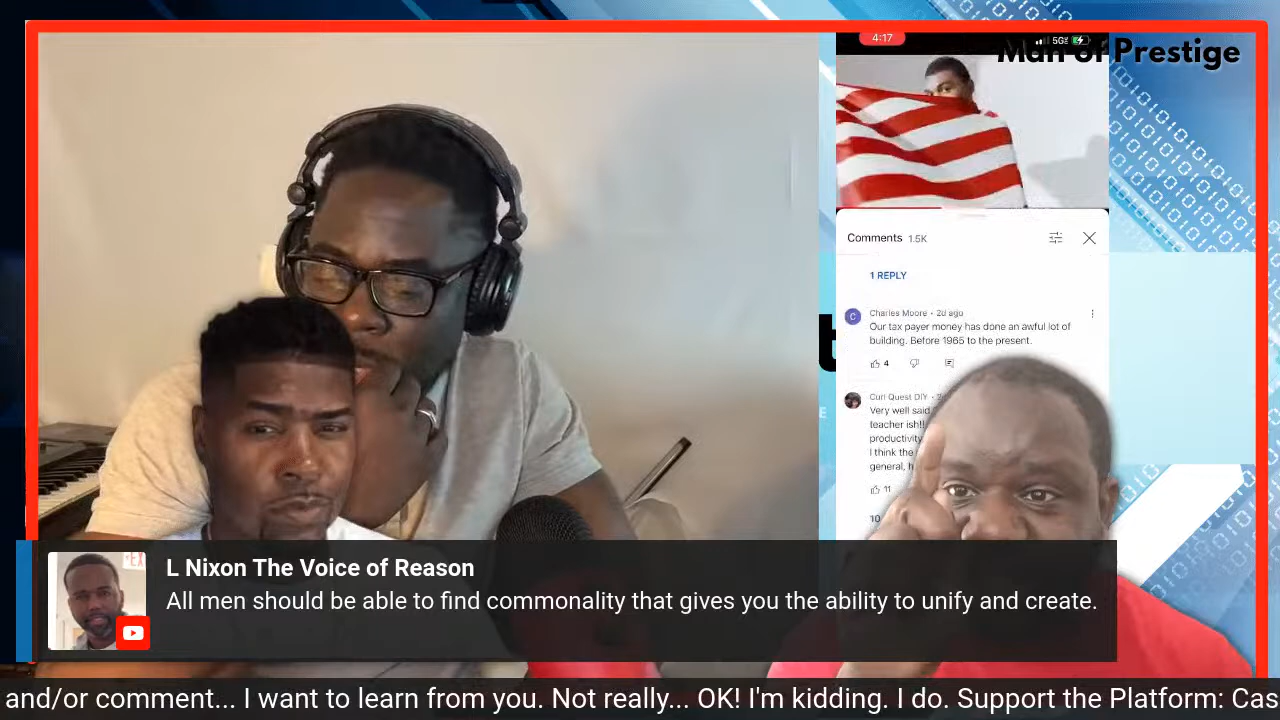 4:17
5G
Man of Prestige
Comments 1.5K
1 REPLY
Charles Moore • 2d ago
Our tax payer money has done an awful lot of
building. Before 1965 to the present.
4
Curl Quest DIY •
Very well said
teacher ish!!
productivity
I think the
general, h
11
10
L Nixon The Voice of Reason
All men should be able to find commonality that gives you the ability to unify and create.
and/or comment... I want to learn from you. Not really... OK! I'm kidding. I do. Support the Platform: Cas